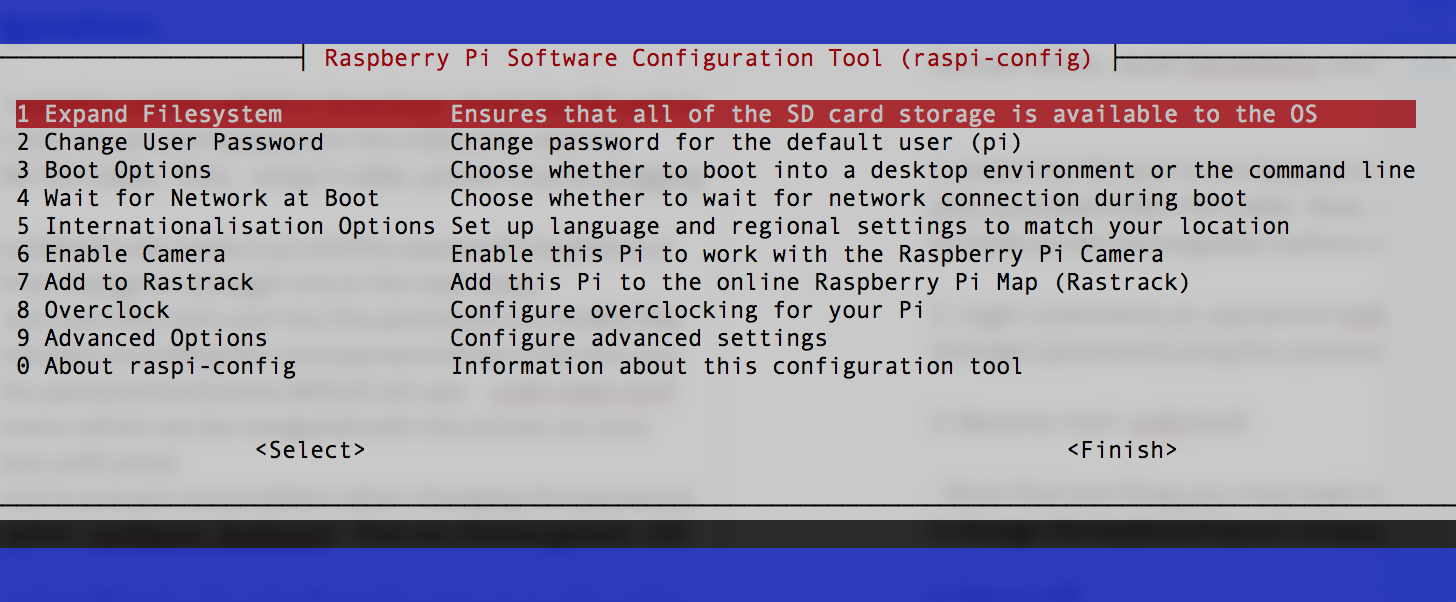 Raspberry Pi Software Configuration Tool (raspi-config)
1 Expand Filesystem Ensures that all of the SD card storage is available to the OS
2 Change User Password Change password for the default user (pi)
3 Boot Options Choose whether to boot into a desktop environment or the command line
4 Wait for Network at Boot Choose whether to wait for network connection during boot
5 Internationalisation Options Set up language and regional settings to match your location
6 Enable Camera Enable this Pi to work with the Raspberry Pi Camera
7 Add to Rastrack Add this Pi to the online Raspberry Pi Map (Rastrack)
8 Overclock Configure overclocking for your Pi
9 Advanced Options Configure advanced settings
0 About raspi-config Information about this configuration tool
<Select> <Finish>